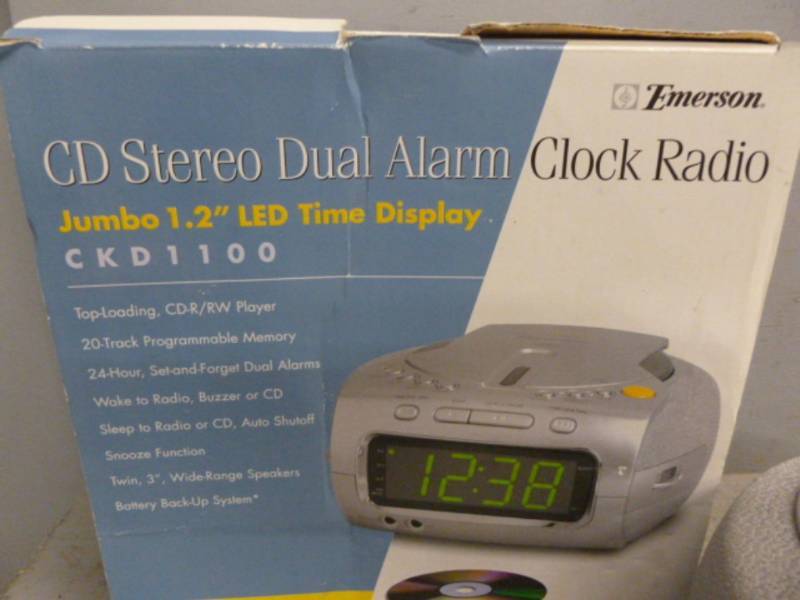 Emerson.
CD Stereo Dual Alarm Clock Radio
Jumbo 1.2" LED Time Display
CKD1100
Top-Loading, CD-R/RW Player
20-Track Programmable Memory
24-Hour, Set-and-Forget Dual Alarms
Wake to Radio, Buzzer or CD
Sleep to Radio or CD, Auto Shutoff
Snooze Function
Twin, 3", Wide-Range Speakers
Battery Back-Up System*
12:38